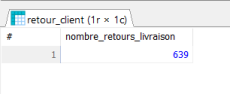 retour_client (1r × 1c)
# nombre_retours_livraison
1 639